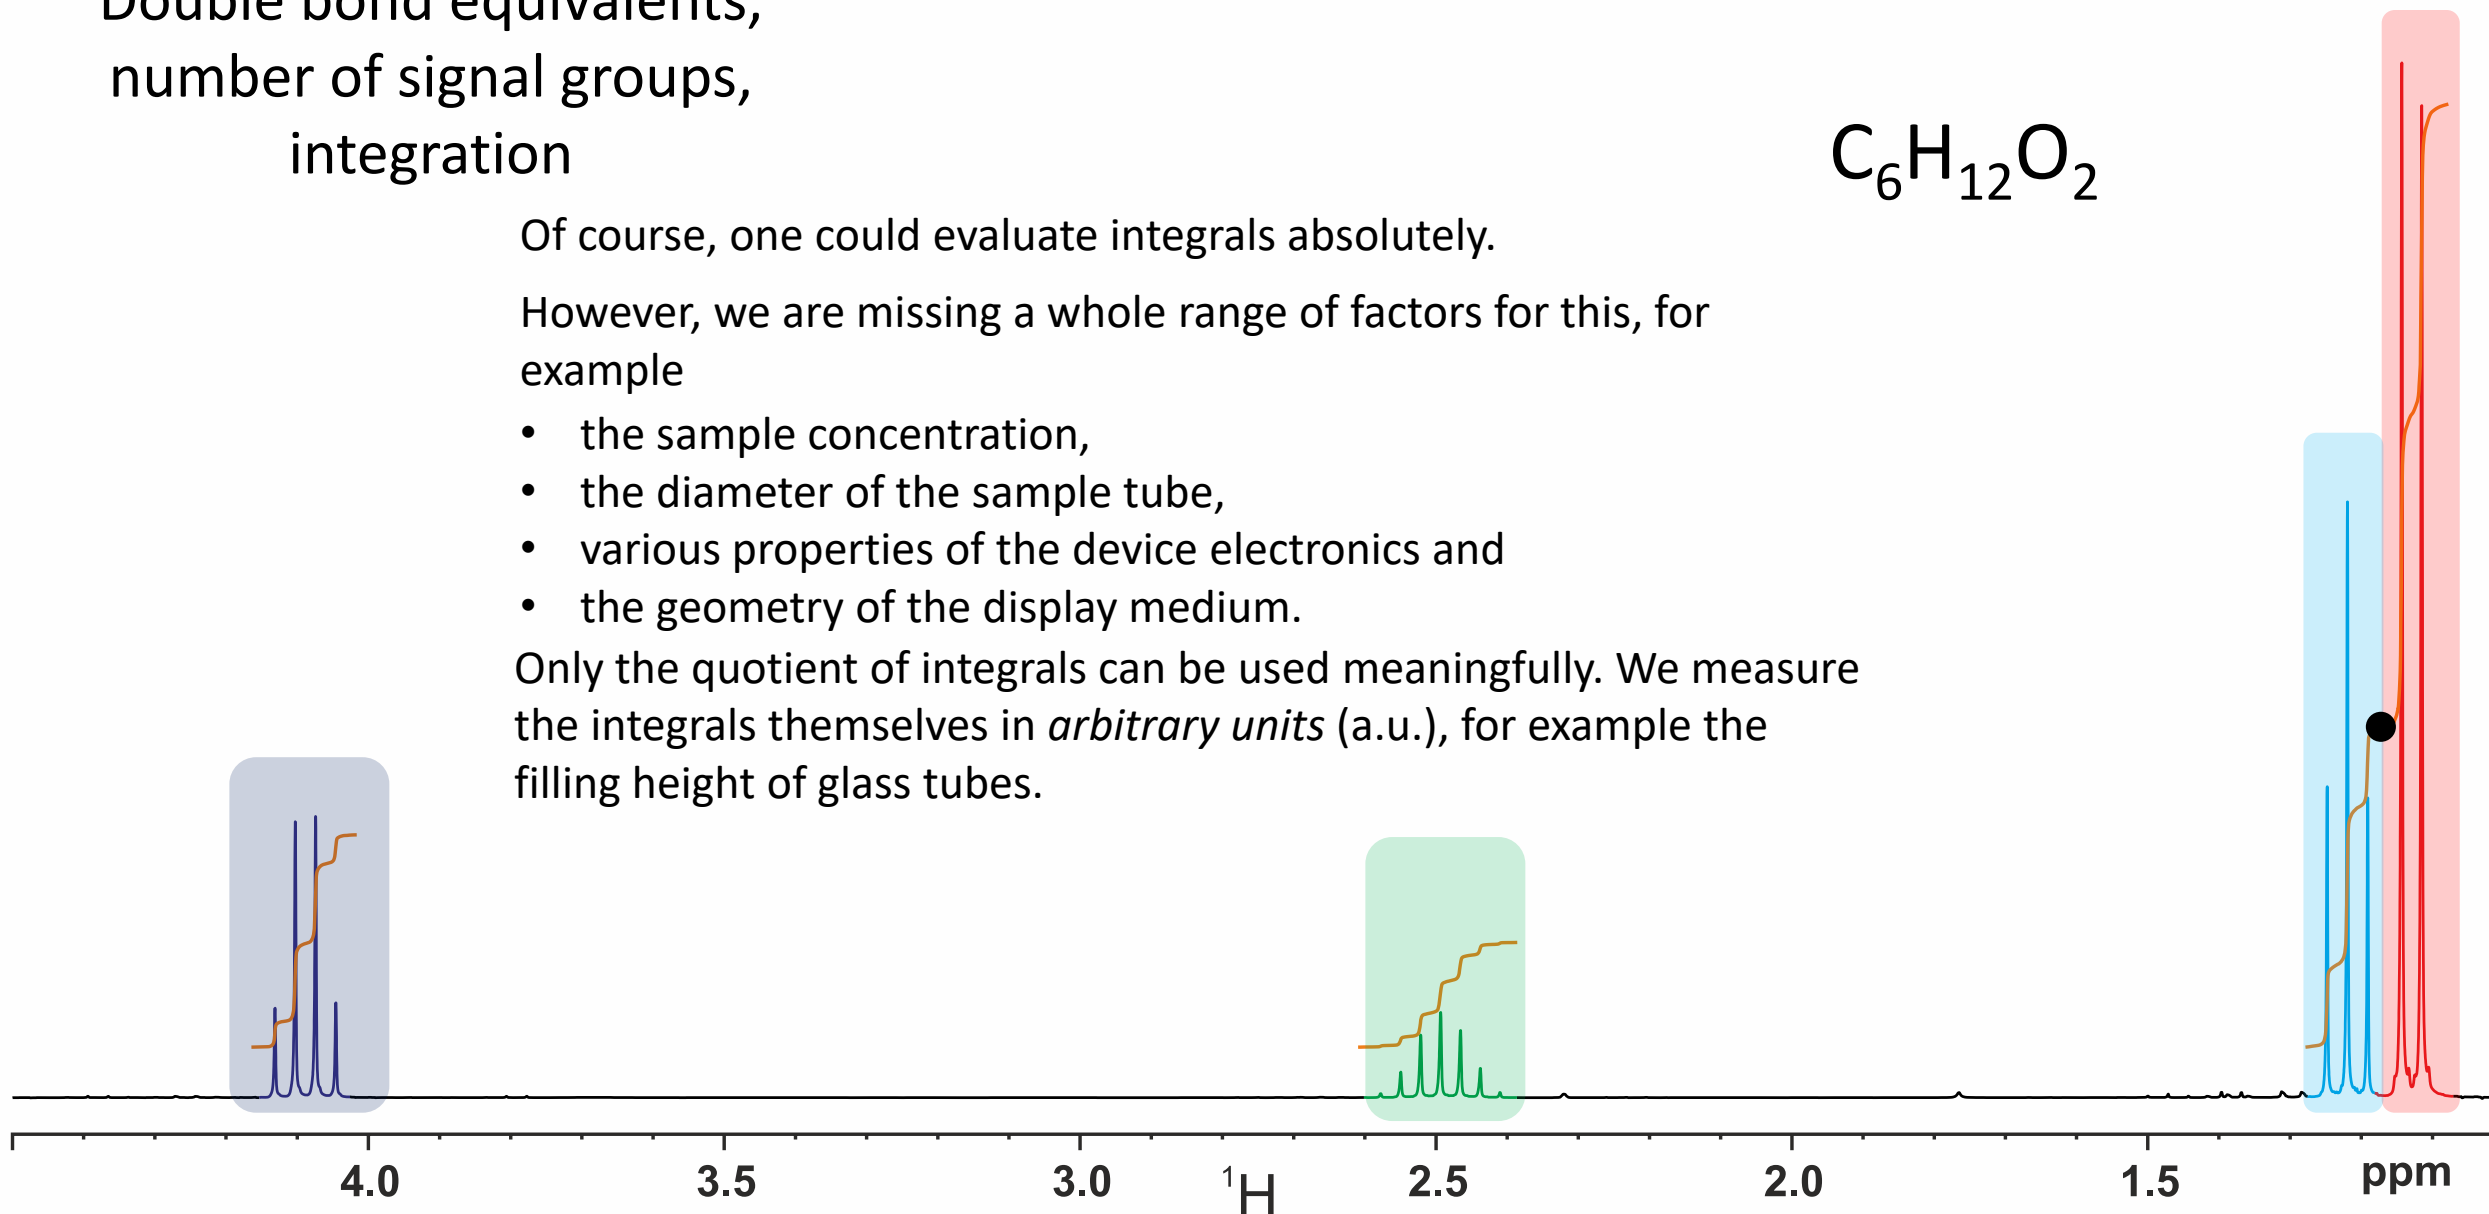 Double bond equivalents,
number of signal groups,
integration
C₆H₁₂O₂
Of course, one could evaluate integrals absolutely.
However, we are missing a whole range of factors for this, for
example
• the sample concentration,
• the diameter of the sample tube,
• various properties of the device electronics and
• the geometry of the display medium.
Only the quotient of integrals can be used meaningfully. We measure
the integrals themselves in arbitrary units (a.u.), for example the
filling height of glass tubes.
4.0 3.5 3.0 ¹H 2.5 2.0 1.5 ppm